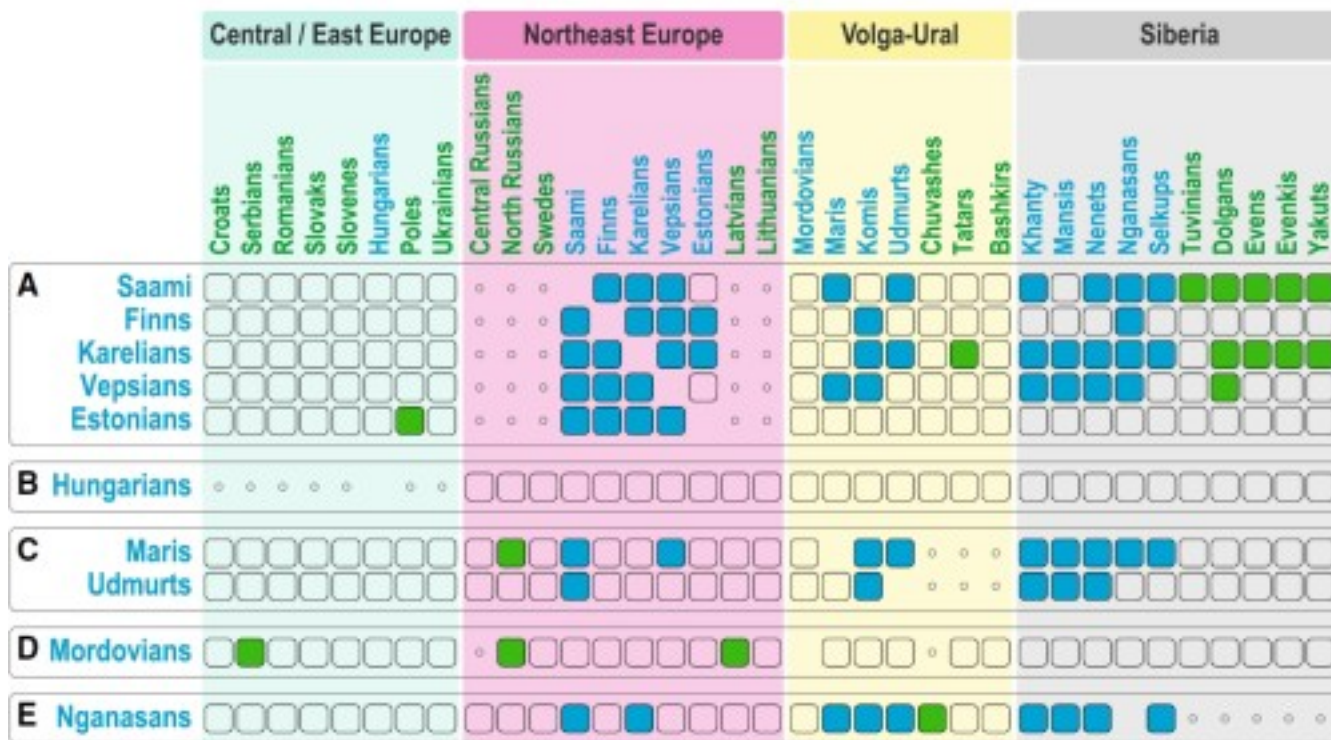 Central / East Europe
Northeast Europe
Volga-Ural
Siberia
Croats
Serbians
Romanians
Slovaks
Slovenes
Hungarians
Poles
Ukrainians
Central Russians
North Russians
Swedes
Saami
Finns
Karelians
Vepsians
Estonians
Latvians
Lithuanians
Mordovians
Maris
Komis
Udmurts
Chuvashes
Tatars
Bashkirs
Khanty
Mansis
Nenets
Nganasans
Selkups
Tuvinians
Dolgans
Evens
Evenkis
Yakuts
A Saami
Finns
Karelians
Vepsians
Estonians
B Hungarians
C Maris
Udmurts
D Mordovians
E Nganasans